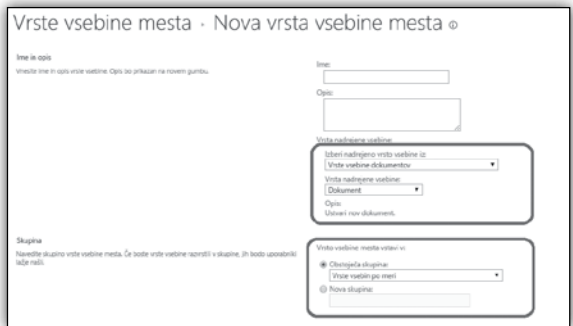 Vrste vsebine mesta › Nova vrsta vsebine mesta
Ime in opis
Vnesite ime in opis vrste vsebine. Opis bo prikazan na novem gumbu.
Ime:
Opis:
Vrsta nadrejene vsebine:
Izberi nadrejeno vrsto vsebine iz:
Vrste vsebine dokumentov
Vrsta nadrejene vsebine:
Dokument
Opis:
Ustvari nov dokument.
Skupina
Navedite skupino vrste vsebine mesta. Če boste vrste vsebine razvrstili v skupine, jih bodo uporabniki
lažje našli.
Vrsto vsebine mesta vstavi v:
Obstoječa skupina:
Vrste vsebin po meri
Nova skupina: